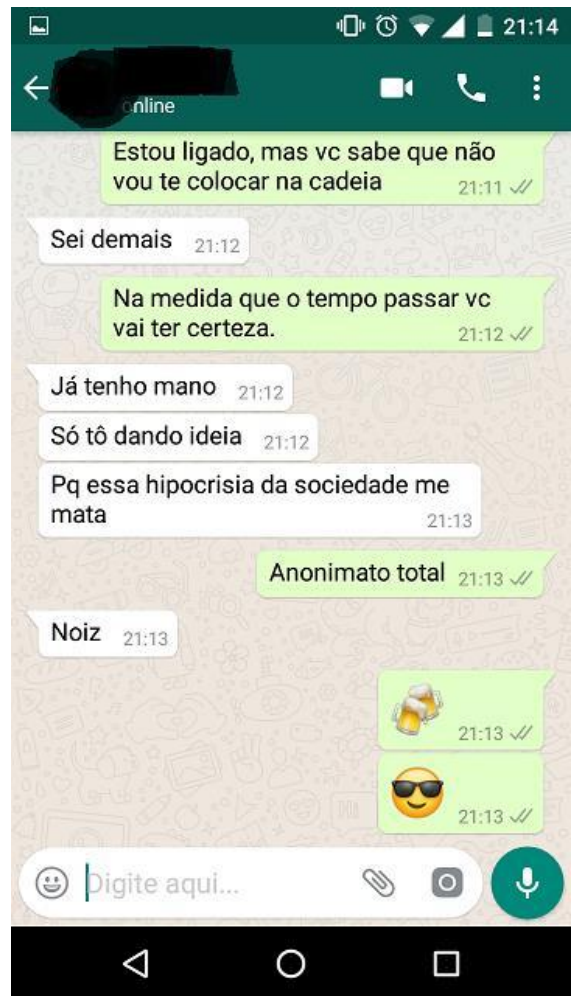 21:14
online
Estou ligado, mas vc sabe que não
vou te colocar na cadeia 21:11
Sei demais 21:12
Na medida que o tempo passar vc
vai ter certeza. 21:12
Já tenho mano 21:12
Só tô dando ideia 21:12
Pq essa hipocrisia da sociedade me
mata 21:13
Anonimato total 21:13
Noiz 21:13
21:13
21:13
Digite aqui...